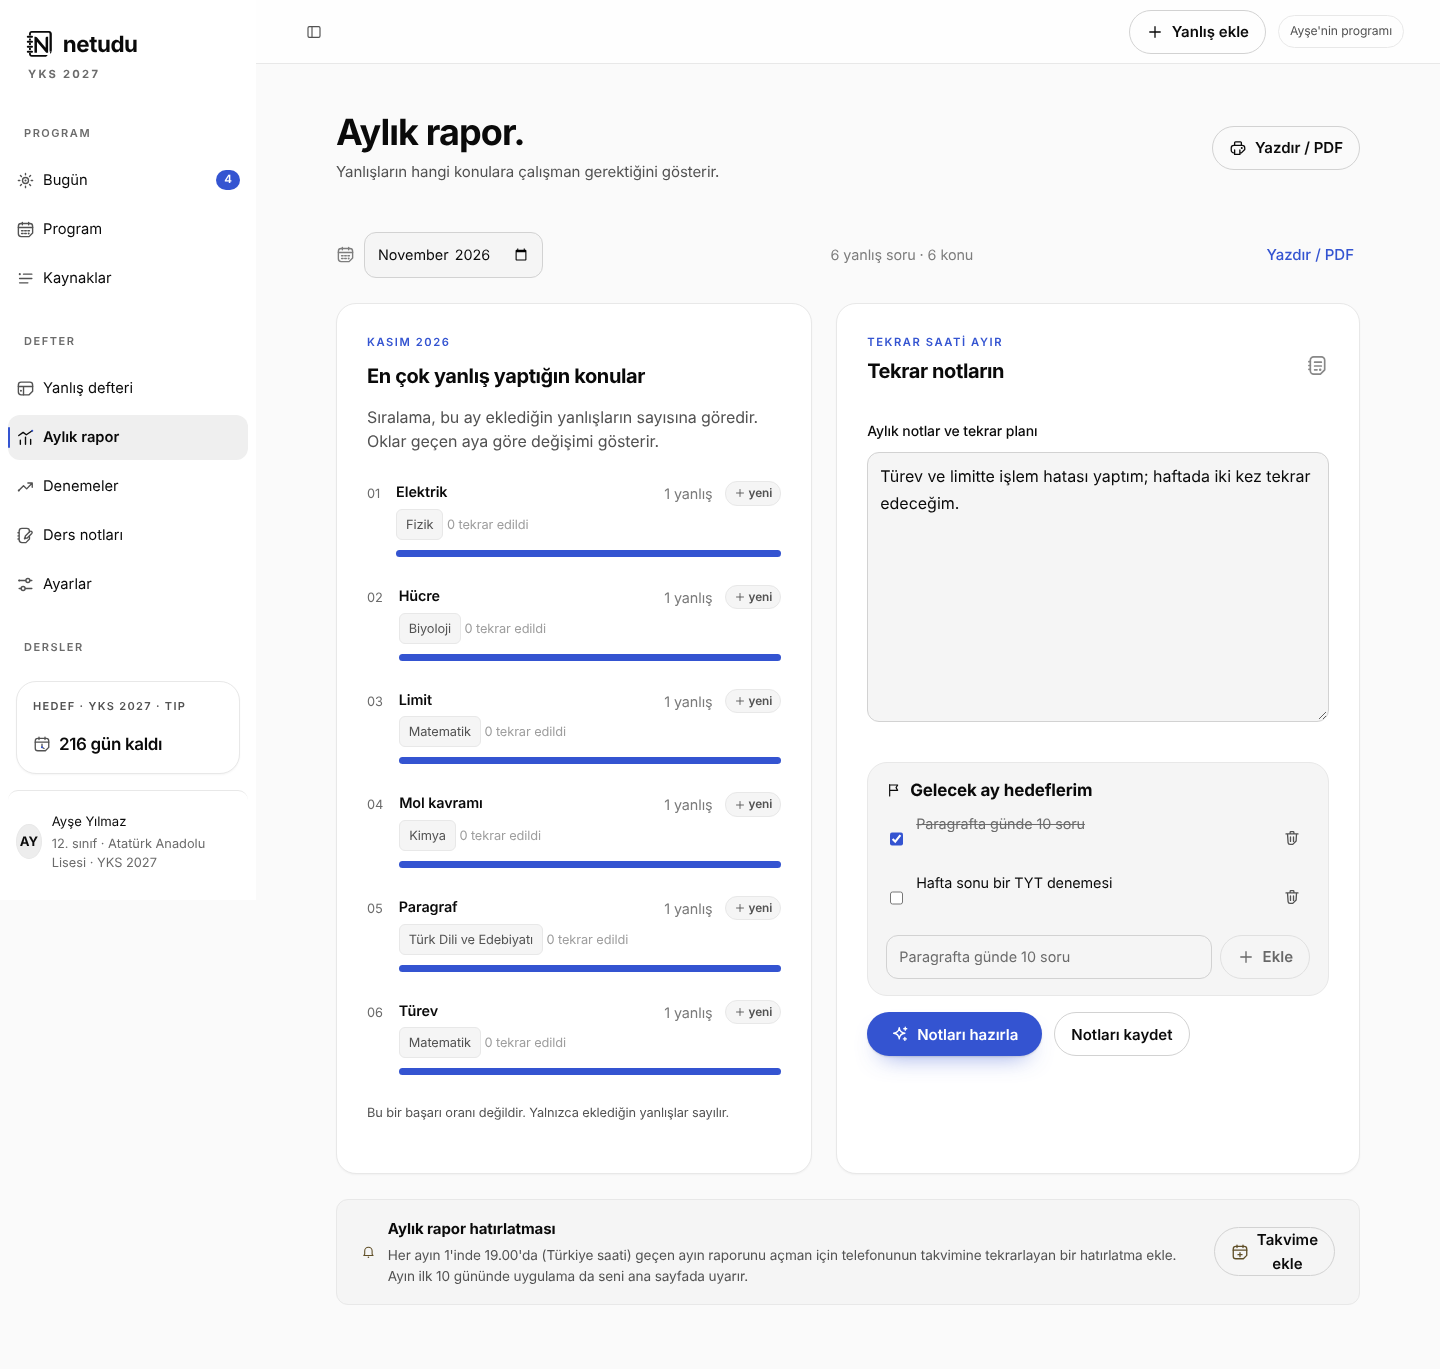 netudu
YKS 2027
PROGRAM
Bugün 4
Program
Kaynaklar
DEFTER
Yanlış defteri
Aylık rapor
Denemeler
Ders notları
Ayarlar
DERSLER
HEDEF · YKS 2027 · TIP
216 gün kaldı
AY
Ayşe Yılmaz
12. sınıf · Atatürk Anadolu
Lisesi · YKS 2027
Yanlış ekle
Ayşe'nin programı
Aylık rapor.
Yanlışların hangi konulara çalışman gerektiğini gösterir.
Yazdır / PDF
November 2026
6 yanlış soru · 6 konu
Yazdır / PDF
KASIM 2026
En çok yanlış yaptığın konular
Sıralama, bu ay eklediğin yanlışların sayısına göredir.
Oklar geçen aya göre değişimi gösterir.
01 Elektrik 1 yanlış + yeni
Fizik 0 tekrar edildi
02 Hücre 1 yanlış + yeni
Biyoloji 0 tekrar edildi
03 Limit 1 yanlış + yeni
Matematik 0 tekrar edildi
04 Mol kavramı 1 yanlış + yeni
Kimya 0 tekrar edildi
05 Paragraf 1 yanlış + yeni
Türk Dili ve Edebiyatı 0 tekrar edildi
06 Türev 1 yanlış + yeni
Matematik 0 tekrar edildi
Bu bir başarı oranı değildir. Yalnızca eklediğin yanlışlar sayılır.
TEKRAR SAATİ AYIR
Tekrar notların
Aylık notlar ve tekrar planı
Türev ve limitte işlem hatası yaptım; haftada iki kez tekrar
edeceğim.
Gelecek ay hedeflerim
Paragrafta günde 10 soru
Hafta sonu bir TYT denemesi
Paragrafta günde 10 soru
+ Ekle
Notları hazırla
Notları kaydet
Aylık rapor hatırlatması
Her ayın 1'inde 19.00'da (Türkiye saati) geçen ayın raporunu açman için telefonunun takvimine tekrarlayan bir hatırlatma ekle.
Ayın ilk 10 gününde uygulama da seni ana sayfada uyarır.
Takvime
ekle